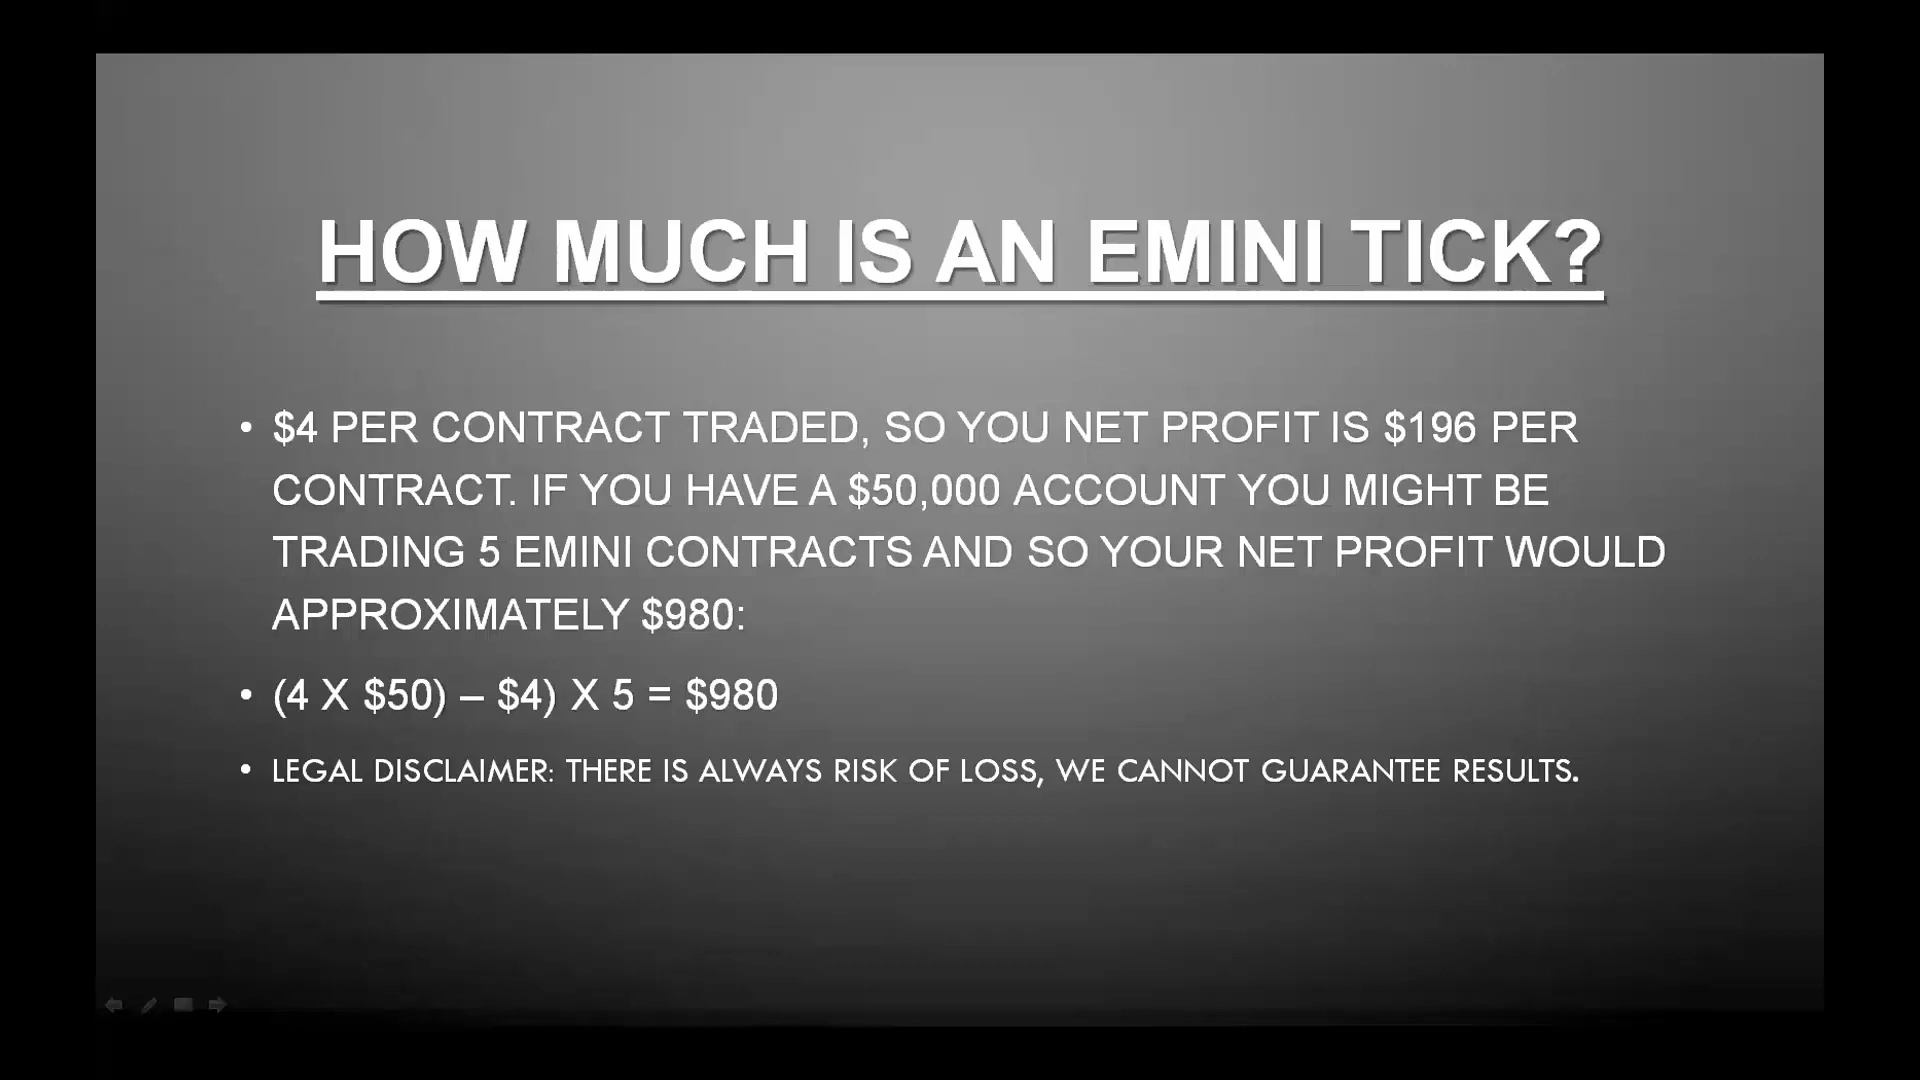 HOW MUCH IS AN EMINI TICK?
• $4 PER CONTRACT TRADED, SO YOU NET PROFIT IS $196 PER
CONTRACT. IF YOU HAVE A $50,000 ACCOUNT YOU MIGHT BE
TRADING 5 EMINI CONTRACTS AND SO YOUR NET PROFIT WOULD
APPROXIMATELY $980:
• (4 X $50) – $4) X 5 = $980
• LEGAL DISCLAIMER: THERE IS ALWAYS RISK OF LOSS, WE CANNOT GUARANTEE RESULTS.